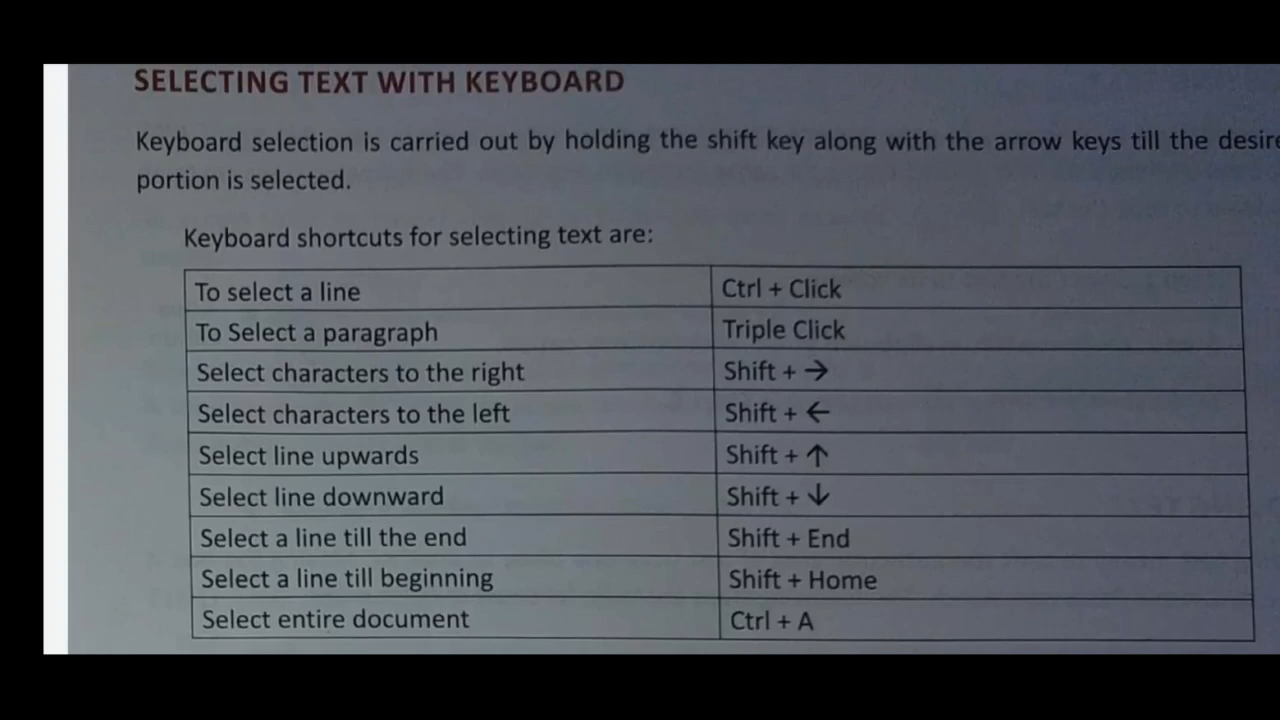 SELECTING TEXT WITH KEYBOARD
Keyboard selection is carried out by holding the shift key along with the arrow keys till the desire
portion is selected.
Keyboard shortcuts for selecting text are:
To select a line Ctrl + Click
To Select a paragraph Triple Click
Select characters to the right Shift + →
Select characters to the left Shift + ←
Select line upwards Shift + ↑
Select line downward Shift + ↓
Select a line till the end Shift + End
Select a line till beginning Shift + Home
Select entire document Ctrl + A